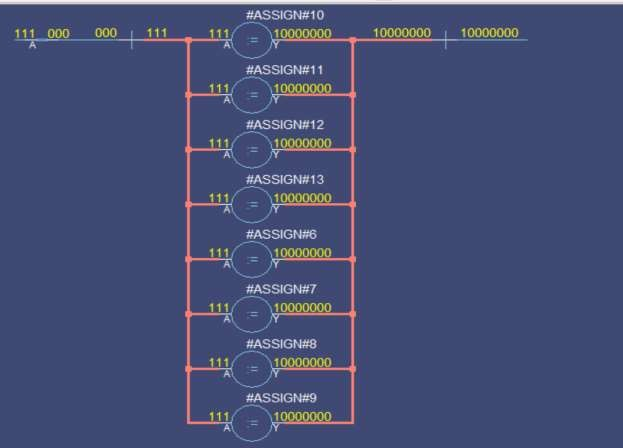 #ASSIGN#10
111 000 000 111 111 := 10000000 10000000 10000000
A A Y
#ASSIGN#11
111 := 10000000
A Y
#ASSIGN#12
111 := 10000000
A Y
#ASSIGN#13
111 := 10000000
A Y
#ASSIGN#6
111 := 10000000
A Y
#ASSIGN#7
111 := 10000000
A Y
#ASSIGN#8
111 := 10000000
A Y
#ASSIGN#9
111 := 10000000
A Y